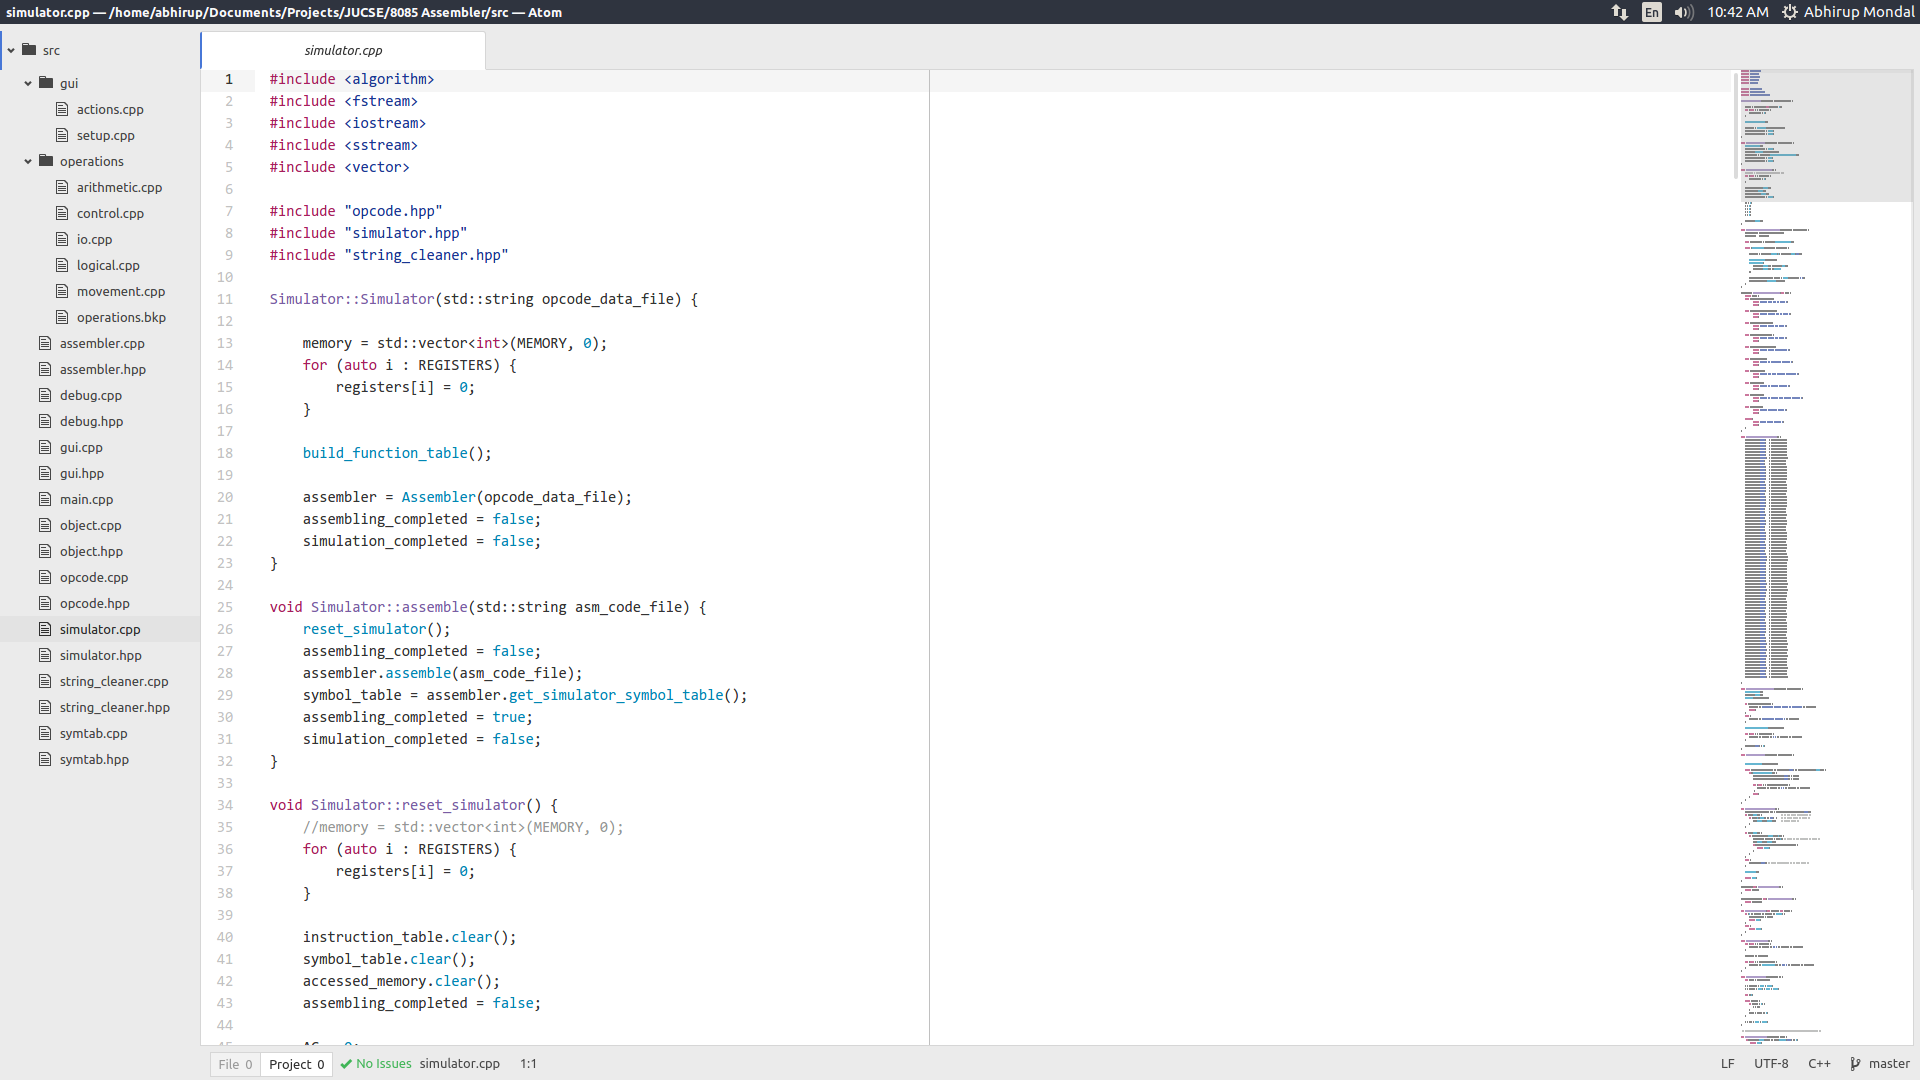 simulator.cpp — /home/abhirup/Documents/Projects/JUCSE/8085 Assembler/src — Atom
En 10:42 AM Abhirup Mondal
src
gui
actions.cpp
setup.cpp
operations
arithmetic.cpp
control.cpp
io.cpp
logical.cpp
movement.cpp
operations.bkp
assembler.cpp
assembler.hpp
debug.cpp
debug.hpp
gui.cpp
gui.hpp
main.cpp
object.cpp
object.hpp
opcode.cpp
opcode.hpp
simulator.cpp
simulator.hpp
string_cleaner.cpp
string_cleaner.hpp
symtab.cpp
symtab.hpp
simulator.cpp
1 #include <algorithm>
2 #include <fstream>
3 #include <iostream>
4 #include <sstream>
5 #include <vector>
6
7 #include "opcode.hpp"
8 #include "simulator.hpp"
9 #include "string_cleaner.hpp"
10
11 Simulator::Simulator(std::string opcode_data_file) {
12
13 memory = std::vector<int>(MEMORY, 0);
14 for (auto i : REGISTERS) {
15 registers[i] = 0;
16 }
17
18 build_function_table();
19
20 assembler = Assembler(opcode_data_file);
21 assembling_completed = false;
22 simulation_completed = false;
23 }
24
25 void Simulator::assemble(std::string asm_code_file) {
26 reset_simulator();
27 assembling_completed = false;
28 assembler.assemble(asm_code_file);
29 symbol_table = assembler.get_simulator_symbol_table();
30 assembling_completed = true;
31 simulation_completed = false;
32 }
33
34 void Simulator::reset_simulator() {
35 //memory = std::vector<int>(MEMORY, 0);
36 for (auto i : REGISTERS) {
37 registers[i] = 0;
38 }
39
40 instruction_table.clear();
41 symbol_table.clear();
42 accessed_memory.clear();
43 assembling_completed = false;
44
File 0 Project 0 No Issues simulator.cpp 1:1 LF UTF-8 C++ master